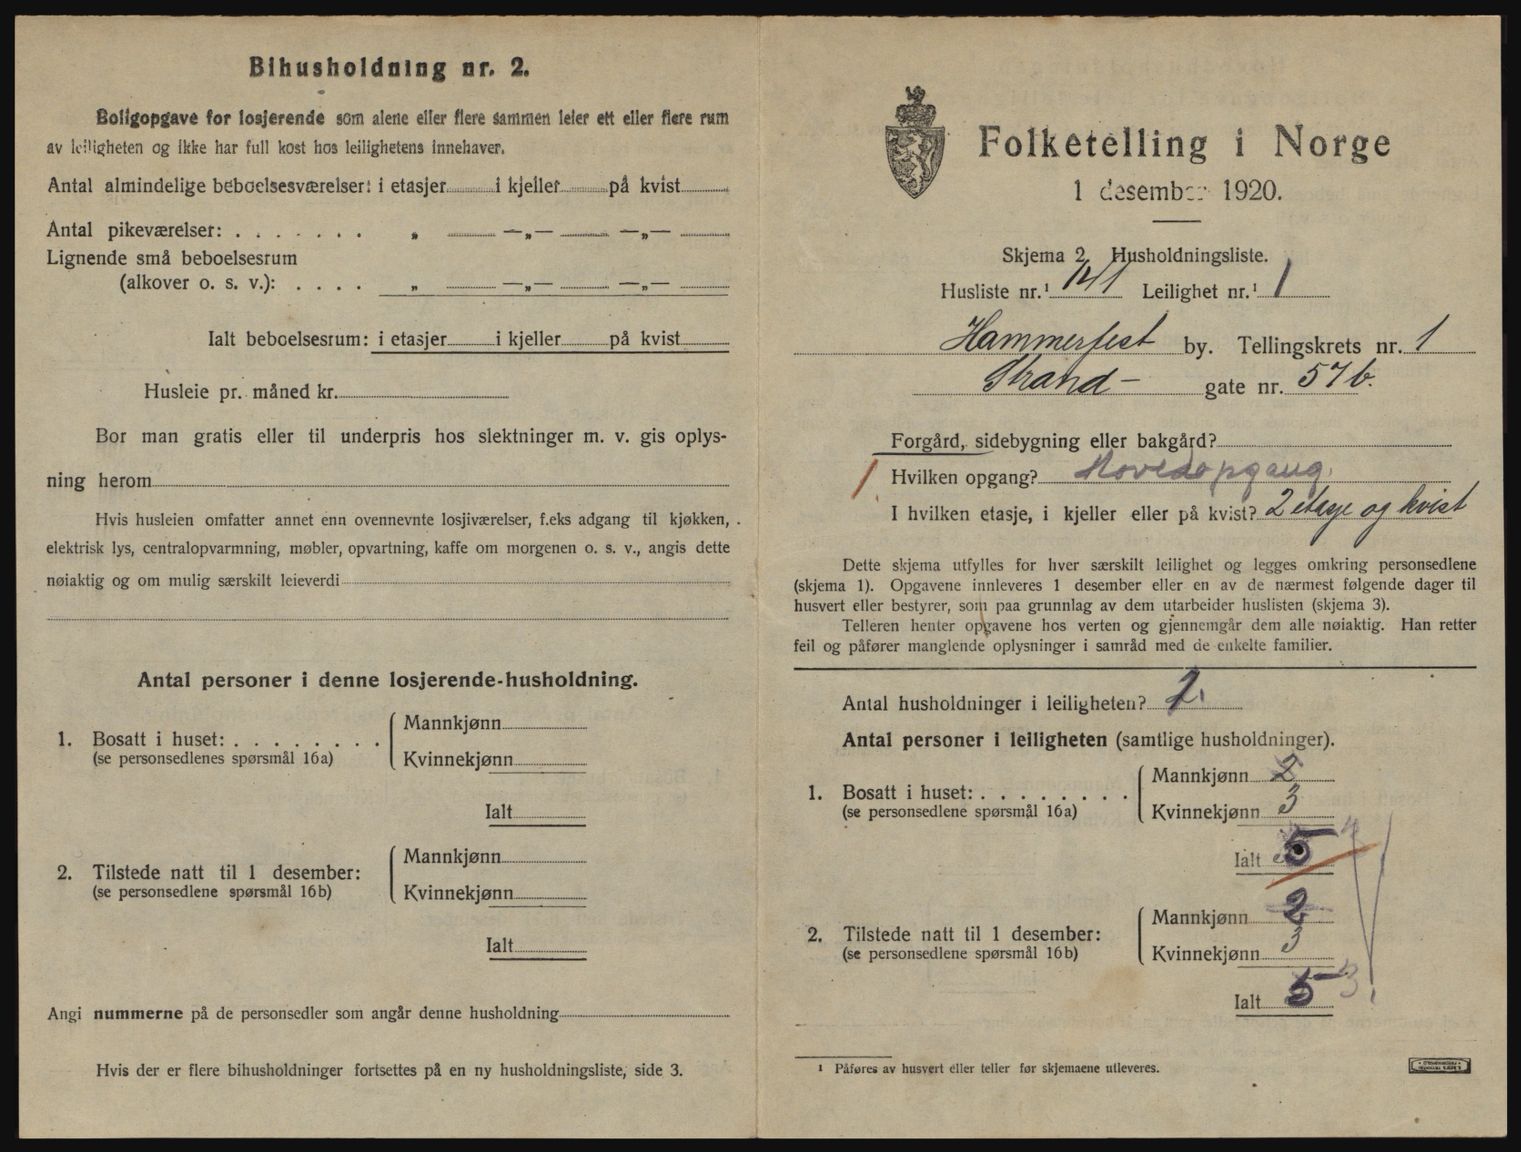 Bihusholdning nr. 2.
Boligopgave for losjerende som alene eller flere sammen leier ett eller flere rum
av leiligheten og ikke har full kost hos leilighetens innehaver.
Antal almindelige beboelsesværelser: i etasjer i kjeller på kvist
Antal pikeværelser: . . . . . . . „ —„— —„—
Lignende små beboelsesrum
(alkover o. s. v.): . . . . „ —„— —„—
Ialt beboelsesrum: i etasjer i kjeller på kvist
Husleie pr. måned kr.
Bor man gratis eller til underpris hos slektninger m. v. gis oplys-
ning herom
Hvis husleien omfatter annet enn ovennevnte losjiværelser, f.eks adgang til kjøkken,
elektrisk lys, centralopvarmning, møbler, opvartning, kaffe om morgenen o. s. v., angis dette
nøiaktig og om mulig særskilt leieverdi
Antal personer i denne losjerende-husholdning.
1. Bosatt i huset: . . . . . . . .
(se personsedlenes spørsmål 16a)
Mannkjønn
Kvinnekjønn
Ialt
2. Tilstede natt til 1 desember:
(se personsedlene spørsmål 16b)
Mannkjønn
Kvinnekjønn
Ialt
Angi nummerne på de personsedler som angår denne husholdning
Hvis der er flere bihusholdninger fortsettes på en ny husholdningsliste, side 3.
Folketelling i Norge
1 desember 1920.
Skjema 2 Husholdningsliste.
Husliste nr.¹ 141 Leilighet nr.¹ 1
Hammerfest by. Tellingskrets nr. 1
Strand- gate nr. 57b.
Forgård, sidebygning eller bakgård?
1. Hvilken opgang? Hovedopgang.
I hvilken etasje, i kjeller eller på kvist? 2 etasje og kvist
Dette skjema utfylles for hver særskilt leilighet og legges omkring personsedlene
(skjema 1). Opgavene innleveres 1 desember eller en av de nærmest følgende dager til
husvert eller bestyrer, som paa grunnlag av dem utarbeider huslisten (skjema 3).
Telleren henter opgavene hos verten og gjennemgår dem alle nøiaktig. Han retter
feil og påfører manglende oplysninger i samråd med de enkelte familier.
Antal husholdninger i leiligheten? 2.
Antal personer i leiligheten (samtlige husholdninger).
1. Bosatt i huset: . . . . . . . .
(se personsedlenes spørsmål 16a)
Mannkjønn 2
Kvinnekjønn 3
Ialt 5
2. Tilstede natt til 1 desember:
(se personsedlene spørsmål 16b)
Mannkjønn 2
Kvinnekjønn 3
Ialt 5
¹ Påføres av husvert eller teller før skjemaene utleveres.